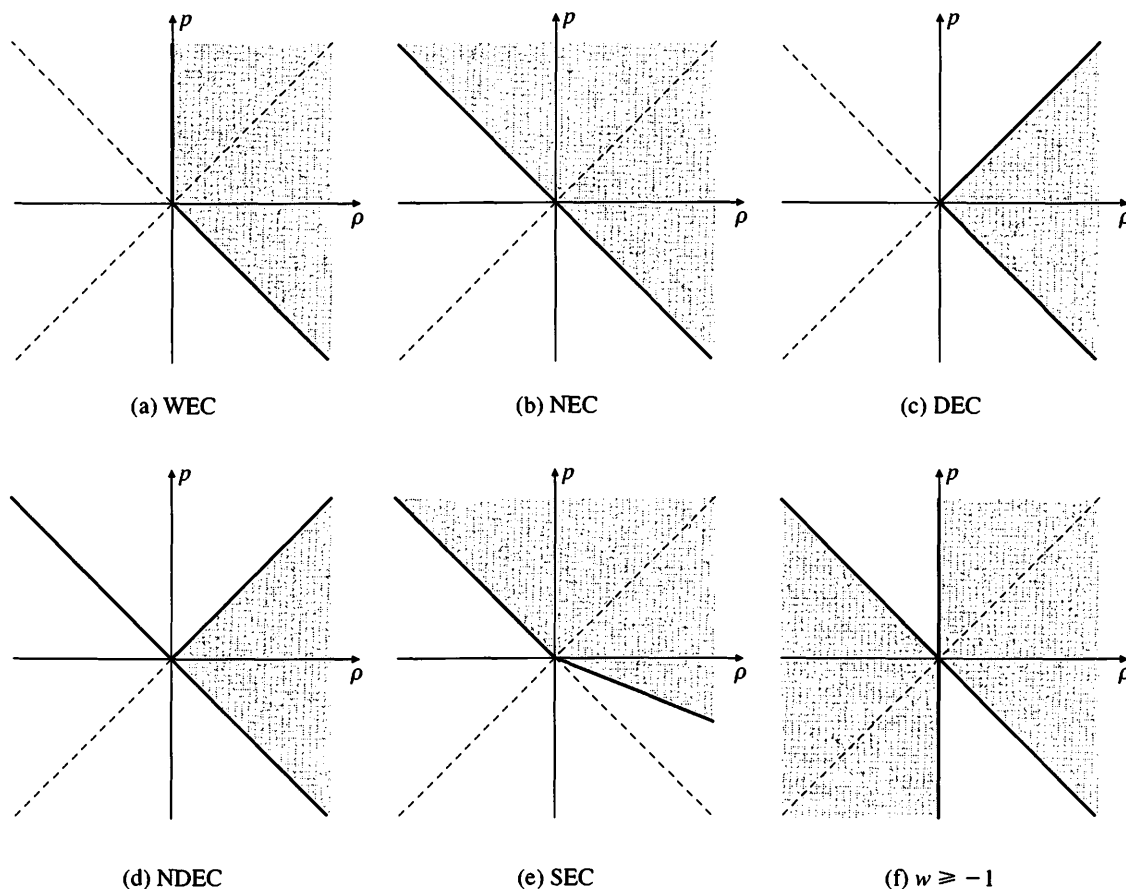 p
p
p
ρ
ρ
ρ
(a) WEC
(b) NEC
(c) DEC
p
p
p
ρ
ρ
ρ
(d) NDEC
(e) SEC
(f) w ⩾ −1